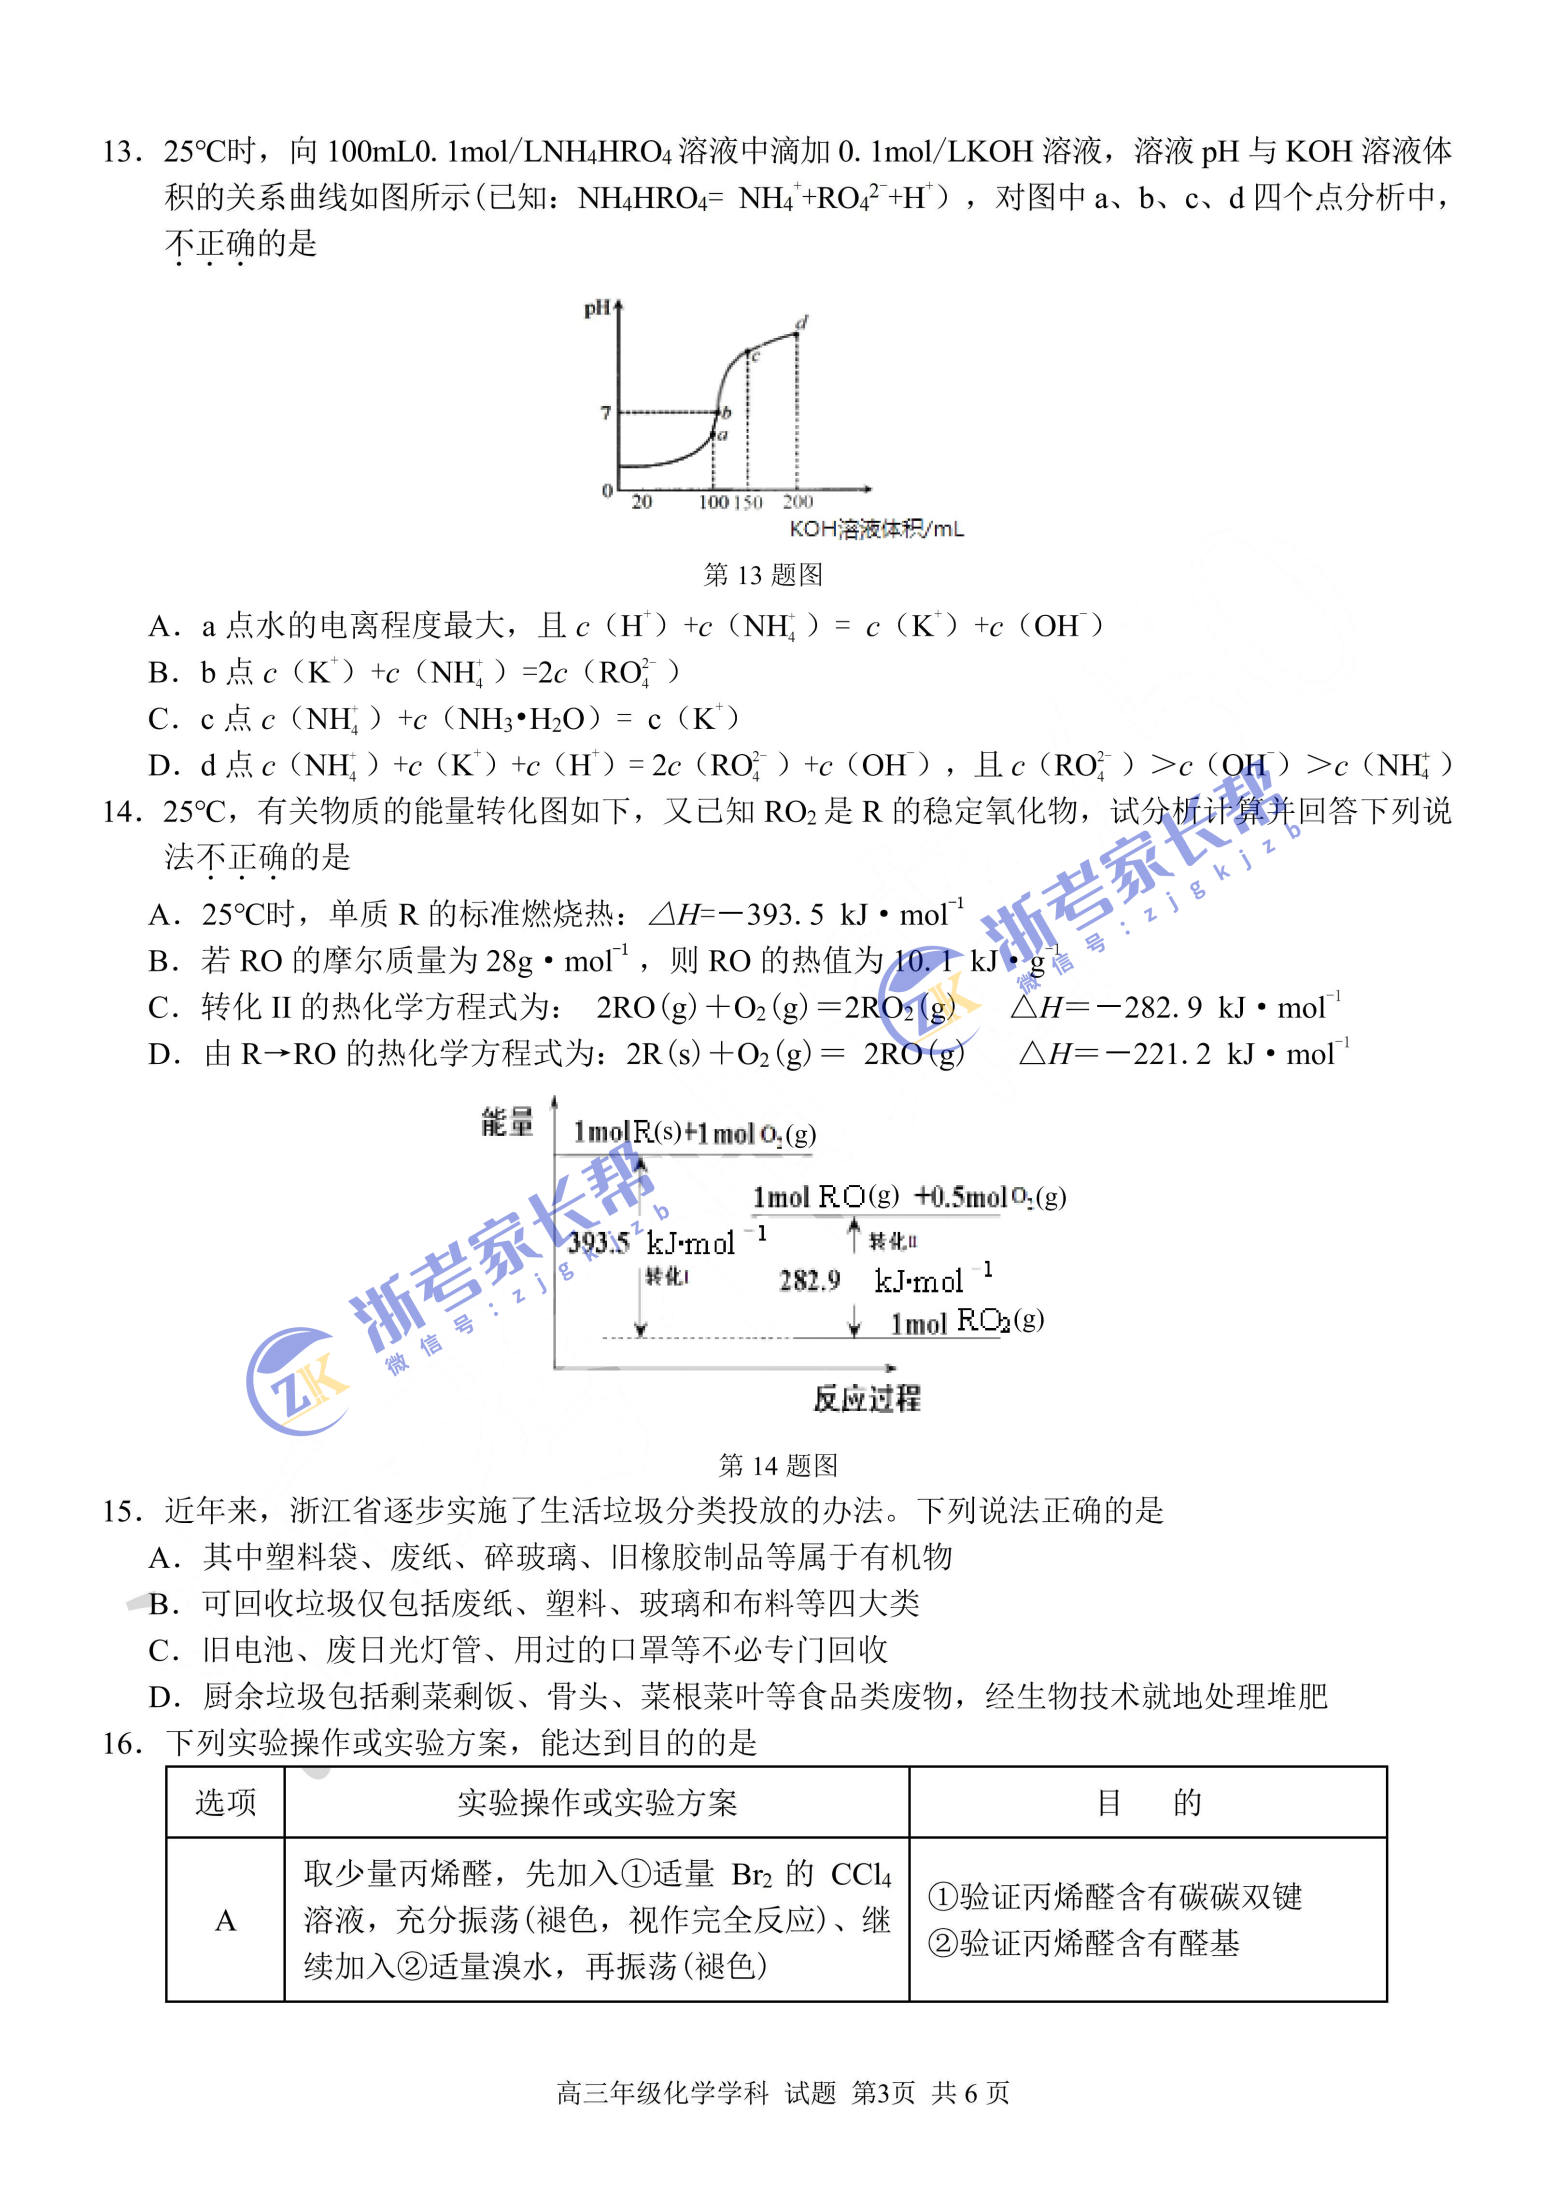 13．25℃时，向100mL0.1mol/LNH₄HRO₄溶液中滴加0.1mol/LKOH溶液，溶液pH与KOH溶液体
积的关系曲线如图所示(已知：NH₄HRO₄= NH₄⁺+RO₄²⁻+H⁺)，对图中a、b、c、d四个点分析中，
不正确的是
pH
d
c
7
b
a
0
20 100 150 200
KOH溶液体积/mL
第13题图
A．a点水的电离程度最大，且c（H⁺）+c（NH₄⁺）= c（K⁺）+c（OH⁻）
B．b点c（K⁺）+c（NH₄⁺）=2c（RO₄²⁻）
C．c点c（NH₄⁺）+c（NH₃•H₂O）= c（K⁺）
D．d点c（NH₄⁺）+c（K⁺）+c（H⁺）= 2c（RO₄²⁻）+c（OH⁻），且c（RO₄²⁻）＞c（OH⁻）＞c（NH₄⁺）
14．25℃，有关物质的能量转化图如下，又已知RO₂是R的稳定氧化物，试分析计算并回答下列说
法不正确的是
A．25℃时，单质R的标准燃烧热：△H=－393.5 kJ·mol⁻¹
B．若RO的摩尔质量为28g·mol⁻¹，则RO的热值为10.1 kJ·g⁻¹
C．转化II的热化学方程式为： 2RO(g)＋O₂(g)＝2RO₂(g) △H＝－282.9 kJ·mol⁻¹
D．由R→RO的热化学方程式为：2R(s)＋O₂(g)＝ 2RO(g) △H＝－221.2 kJ·mol⁻¹
能量
1molR(s)+1molO₂(g)
1mol RO(g) +0.5molO₂(g)
393.5 kJ·mol⁻¹
转化II
转化I
282.9 kJ·mol⁻¹
1mol RO₂(g)
反应过程
浙考家长帮
微信号：zjgkjzb
ZK
浙考家长帮
微信号：zjgkjzb
ZK
第14题图
15．近年来，浙江省逐步实施了生活垃圾分类投放的办法。下列说法正确的是
A．其中塑料袋、废纸、碎玻璃、旧橡胶制品等属于有机物
B．可回收垃圾仅包括废纸、塑料、玻璃和布料等四大类
C．旧电池、废日光灯管、用过的口罩等不必专门回收
D．厨余垃圾包括剩菜剩饭、骨头、菜根菜叶等食品类废物，经生物技术就地处理堆肥
16．下列实验操作或实验方案，能达到目的的是
选项 实验操作或实验方案 目 的
取少量丙烯醛，先加入①适量 Br₂ 的 CCl₄
溶液，充分振荡(褪色，视作完全反应)、继
续加入②适量溴水，再振荡(褪色)
A
①验证丙烯醛含有碳碳双键
②验证丙烯醛含有醛基
高三年级化学学科 试题 第3页 共 6 页